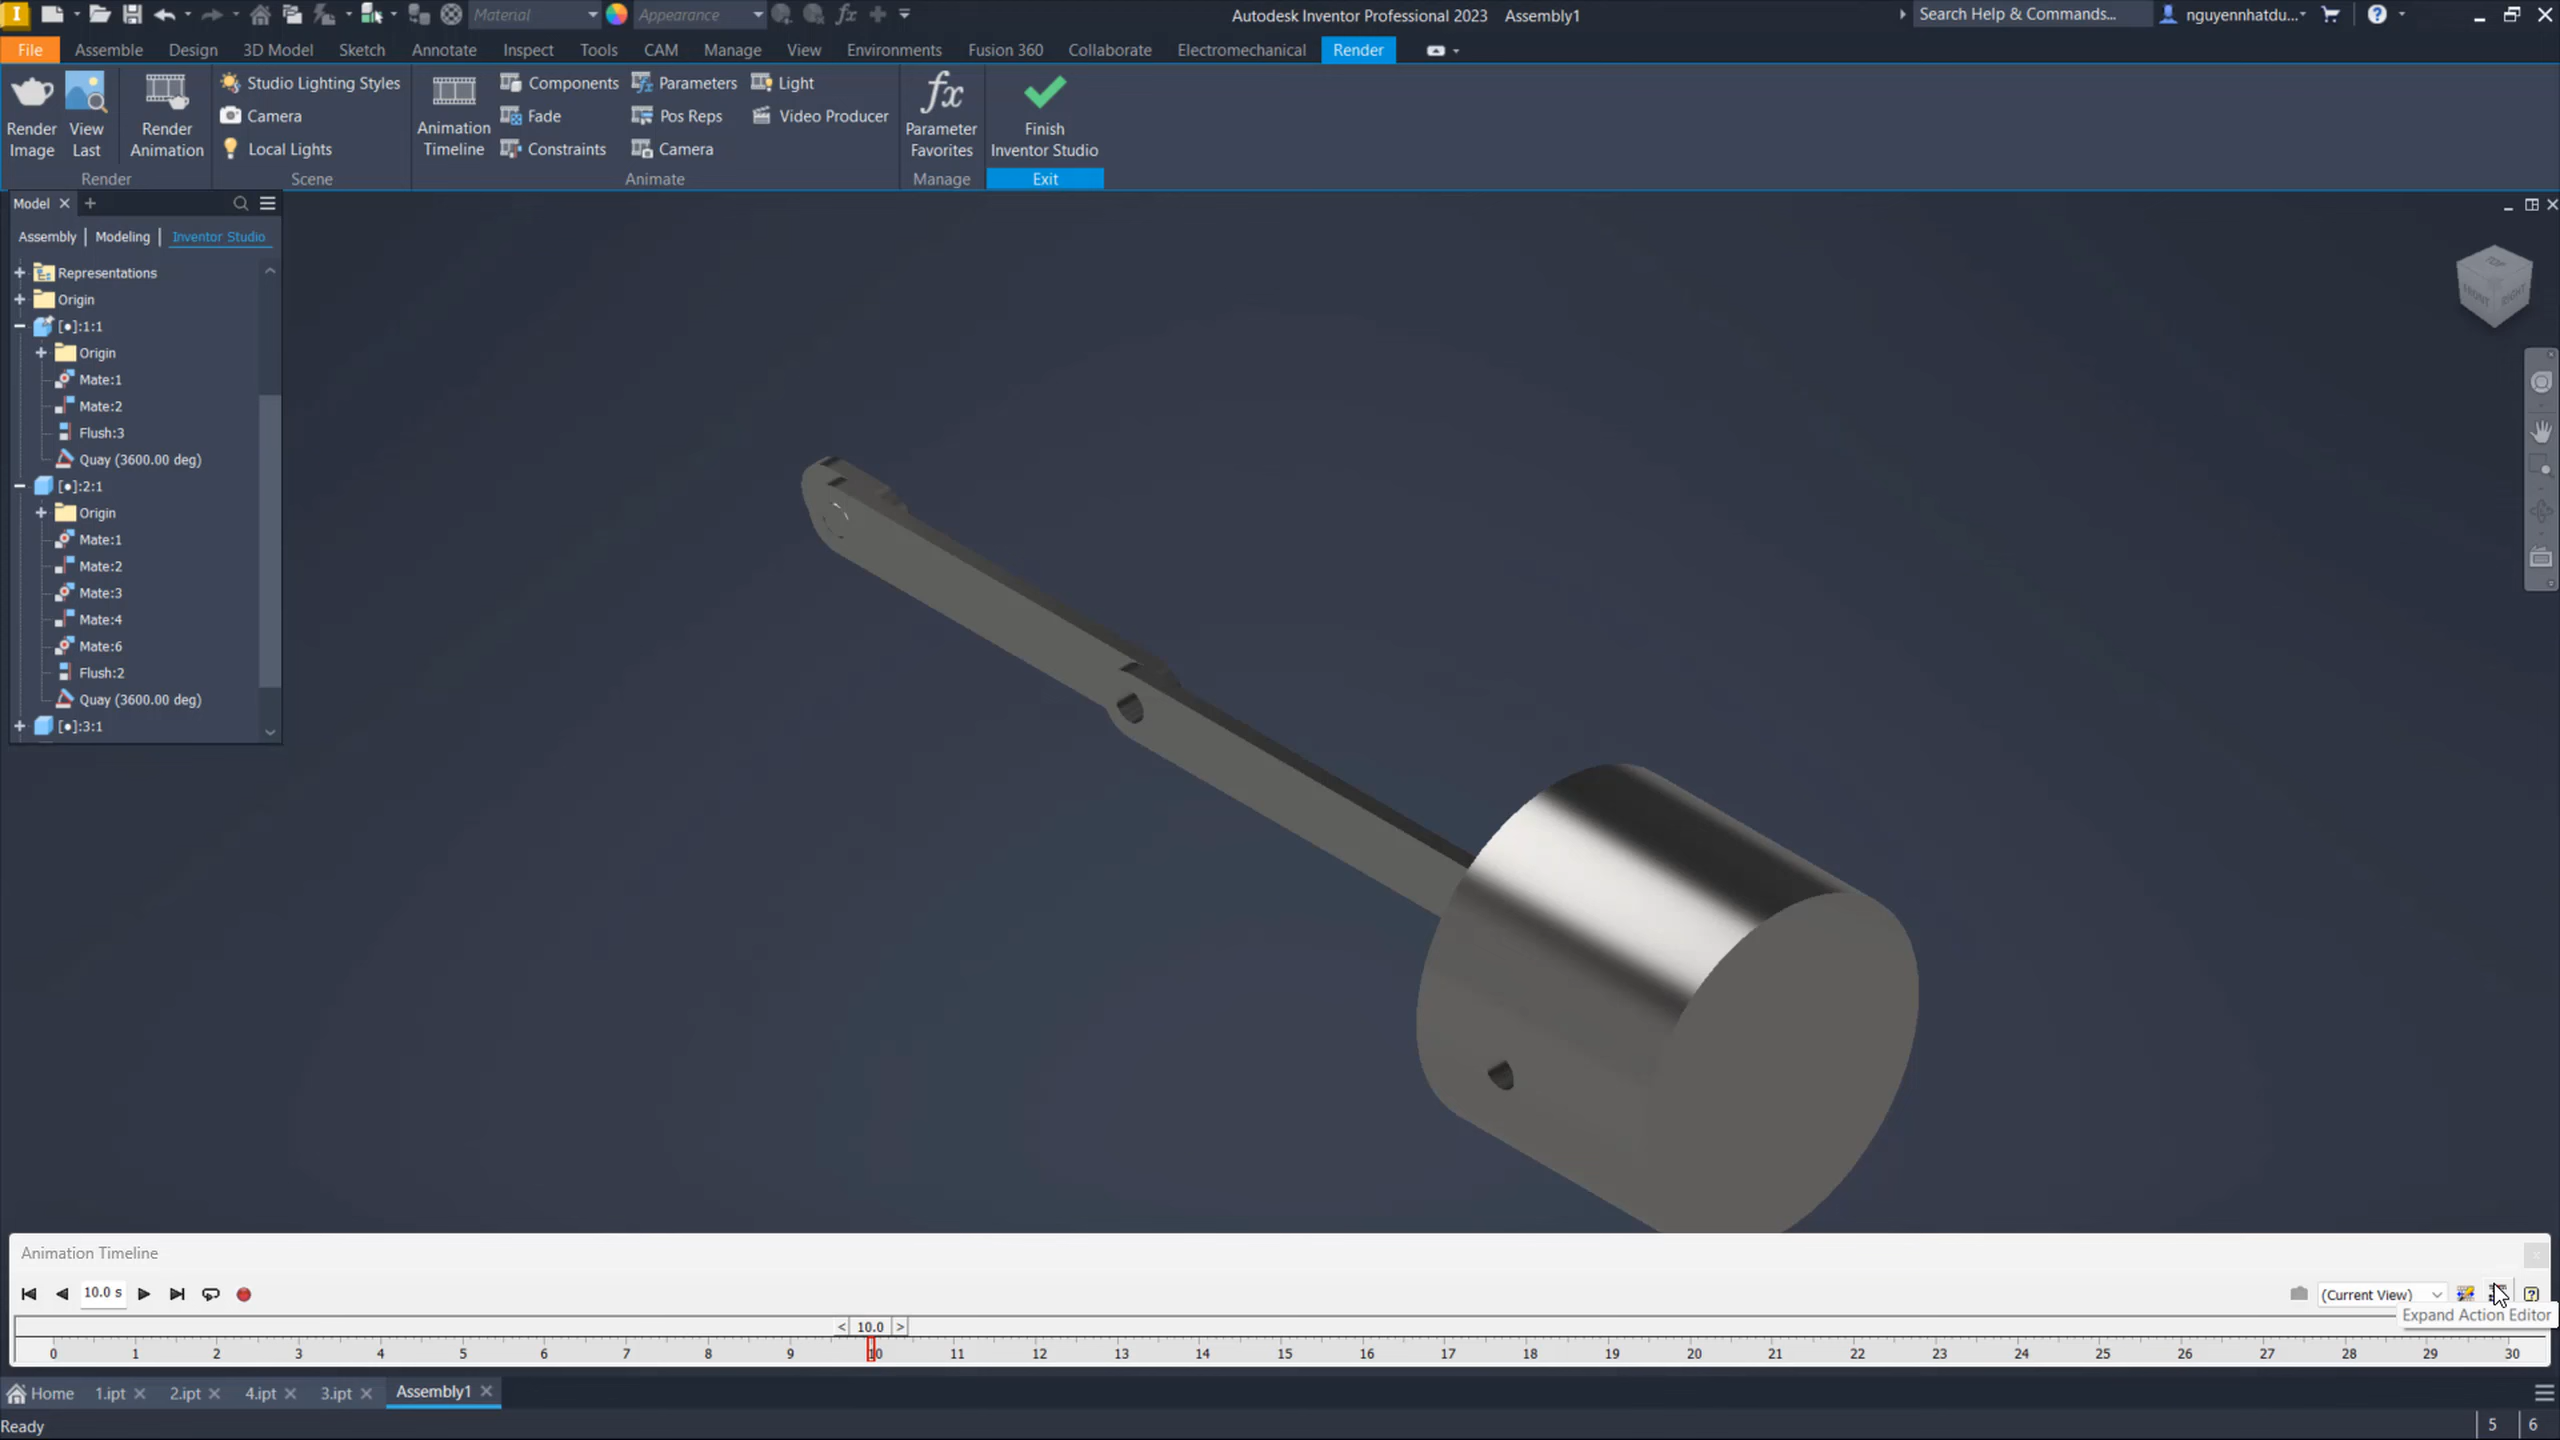 Material
Appearance
Autodesk Inventor Professional 2023 Assembly1
Search Help & Commands...
nguyennhatdu...
File Assemble Design 3D Model Sketch Annotate Inspect Tools CAM Manage View Environments Fusion 360 Collaborate Electromechanical Render
Render Image
View Last
Render Animation
Render
Studio Lighting Styles
Camera
Local Lights
Scene
Animation Timeline
Components
Fade
Constraints
Parameters
Pos Reps
Camera
Light
Video Producer
Animate
fx
Parameter Favorites
Manage
Finish
Inventor Studio
Exit
Model
Assembly | Modeling | Inventor Studio
Representations
Origin
[•]:1:1
Origin
Mate:1
Mate:2
Flush:3
Quay (3600.00 deg)
[•]:2:1
Origin
Mate:1
Mate:2
Mate:3
Mate:4
Mate:6
Flush:2
Quay (3600.00 deg)
[•]:3:1
TOP
FRONT
RIGHT
Animation Timeline
10.0 s
(Current View)
Expand Action Editor
< 10.0 >
0 1 2 3 4 5 6 7 8 9 10 11 12 13 14 15 16 17 18 19 20 21 22 23 24 25 26 27 28 29 30
Home 1.ipt 2.ipt 4.ipt 3.ipt Assembly1
Ready
5 6